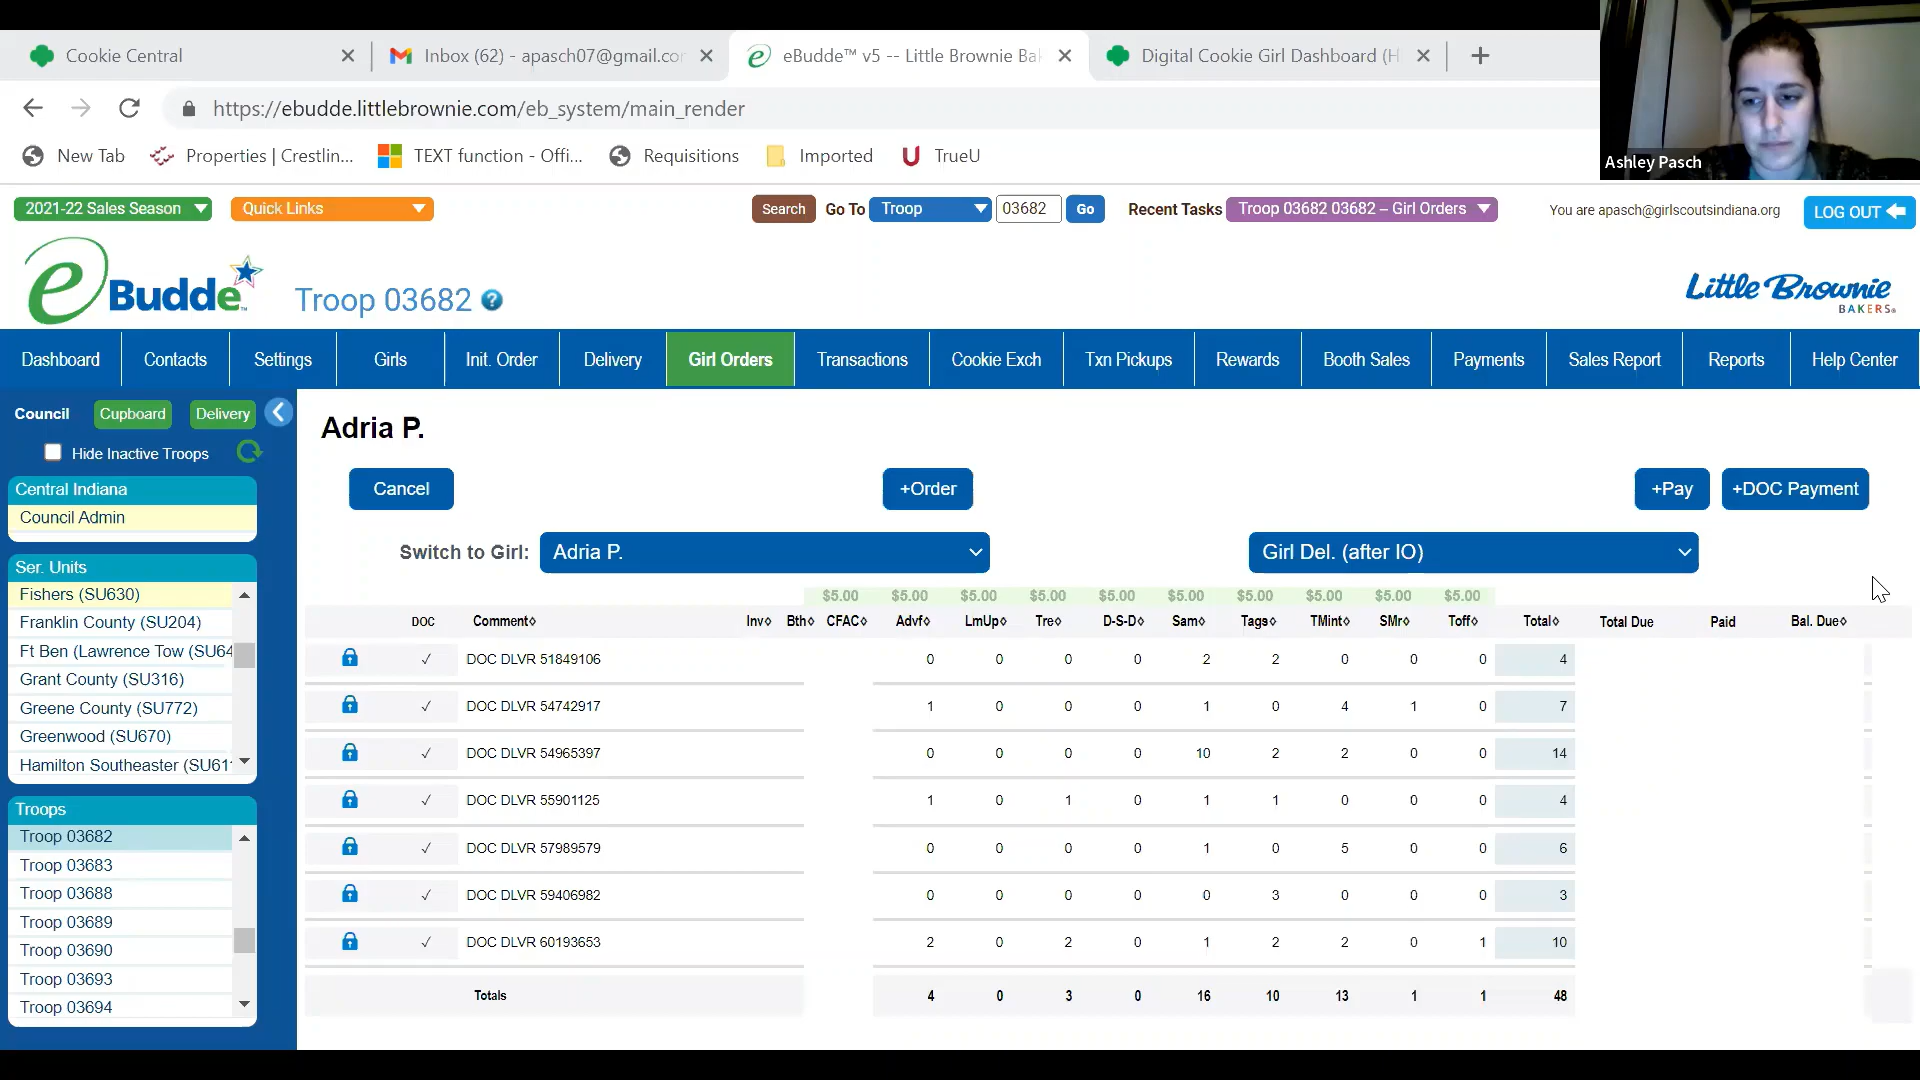 Cookie Central
Inbox (62) - apasch07@gmail.co
eBudde™ v5 -- Little Brownie Ba
Digital Cookie Girl Dashboard (H
https://ebudde.littlebrownie.com/eb_system/main_render
New Tab
Properties | Crestlin...
TEXT function - Offi...
Requisitions
Imported
TrueU
Ashley Pasch
2021-22 Sales Season
Quick Links
Search
Go To
Troop
03682
Go
Recent Tasks
Troop 03682 03682 – Girl Orders
You are apasch@girlscoutsindiana.org
LOG OUT
eBudde
Troop 03682
?
Little Brownie
BAKERS®
Dashboard
Contacts
Settings
Girls
Init. Order
Delivery
Girl Orders
Transactions
Cookie Exch
Txn Pickups
Rewards
Booth Sales
Payments
Sales Report
Reports
Help Center
Council
Cupboard
Delivery
Hide Inactive Troops
Central Indiana
Council Admin
Ser. Units
Fishers (SU630)
Franklin County (SU204)
Ft Ben (Lawrence Tow (SU64
Grant County (SU316)
Greene County (SU772)
Greenwood (SU670)
Hamilton Southeaster (SU61
Troops
Troop 03682
Troop 03683
Troop 03688
Troop 03689
Troop 03690
Troop 03693
Troop 03694
Adria P.
Cancel
+Order
+Pay
+DOC Payment
Switch to Girl:
Adria P.
Girl Del. (after IO)
$5.00 $5.00 $5.00 $5.00 $5.00 $5.00 $5.00 $5.00 $5.00 $5.00
DOC Comment◊ Inv◊ Bth◊ CFAC◊ Advf◊ LmUp◊ Tre◊ D-S-D◊ Sam◊ Tags◊ TMint◊ SMr◊ Toff◊ Total◊ Total Due Paid Bal. Due◊
✓ DOC DLVR 51849106 0 0 0 0 2 2 0 0 0 4
✓ DOC DLVR 54742917 1 0 0 0 1 0 4 1 0 7
✓ DOC DLVR 54965397 0 0 0 0 10 2 2 0 0 14
✓ DOC DLVR 55901125 1 0 1 0 1 1 0 0 0 4
✓ DOC DLVR 57989579 0 0 0 0 1 0 5 0 0 6
✓ DOC DLVR 59406982 0 0 0 0 0 3 0 0 0 3
✓ DOC DLVR 60193653 2 0 2 0 1 2 2 0 1 10
Totals 4 0 3 0 16 10 13 1 1 48